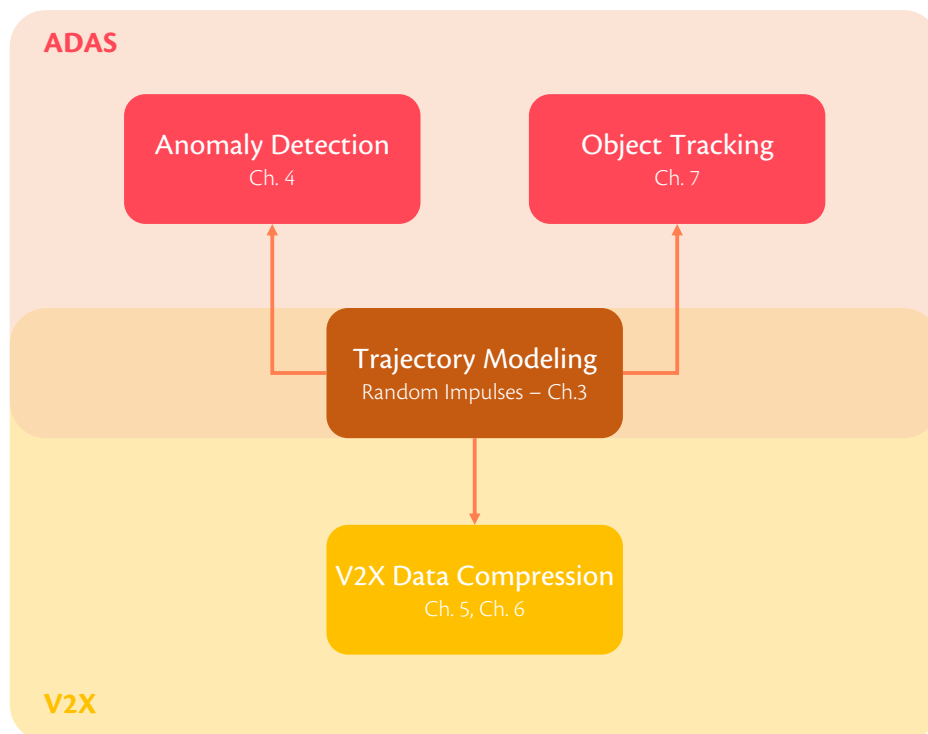 ADAS
Anomaly Detection
Ch. 4
Object Tracking
Ch. 7
Trajectory Modeling
Random Impulses – Ch.3
V2X Data Compression
Ch. 5, Ch. 6
V2X